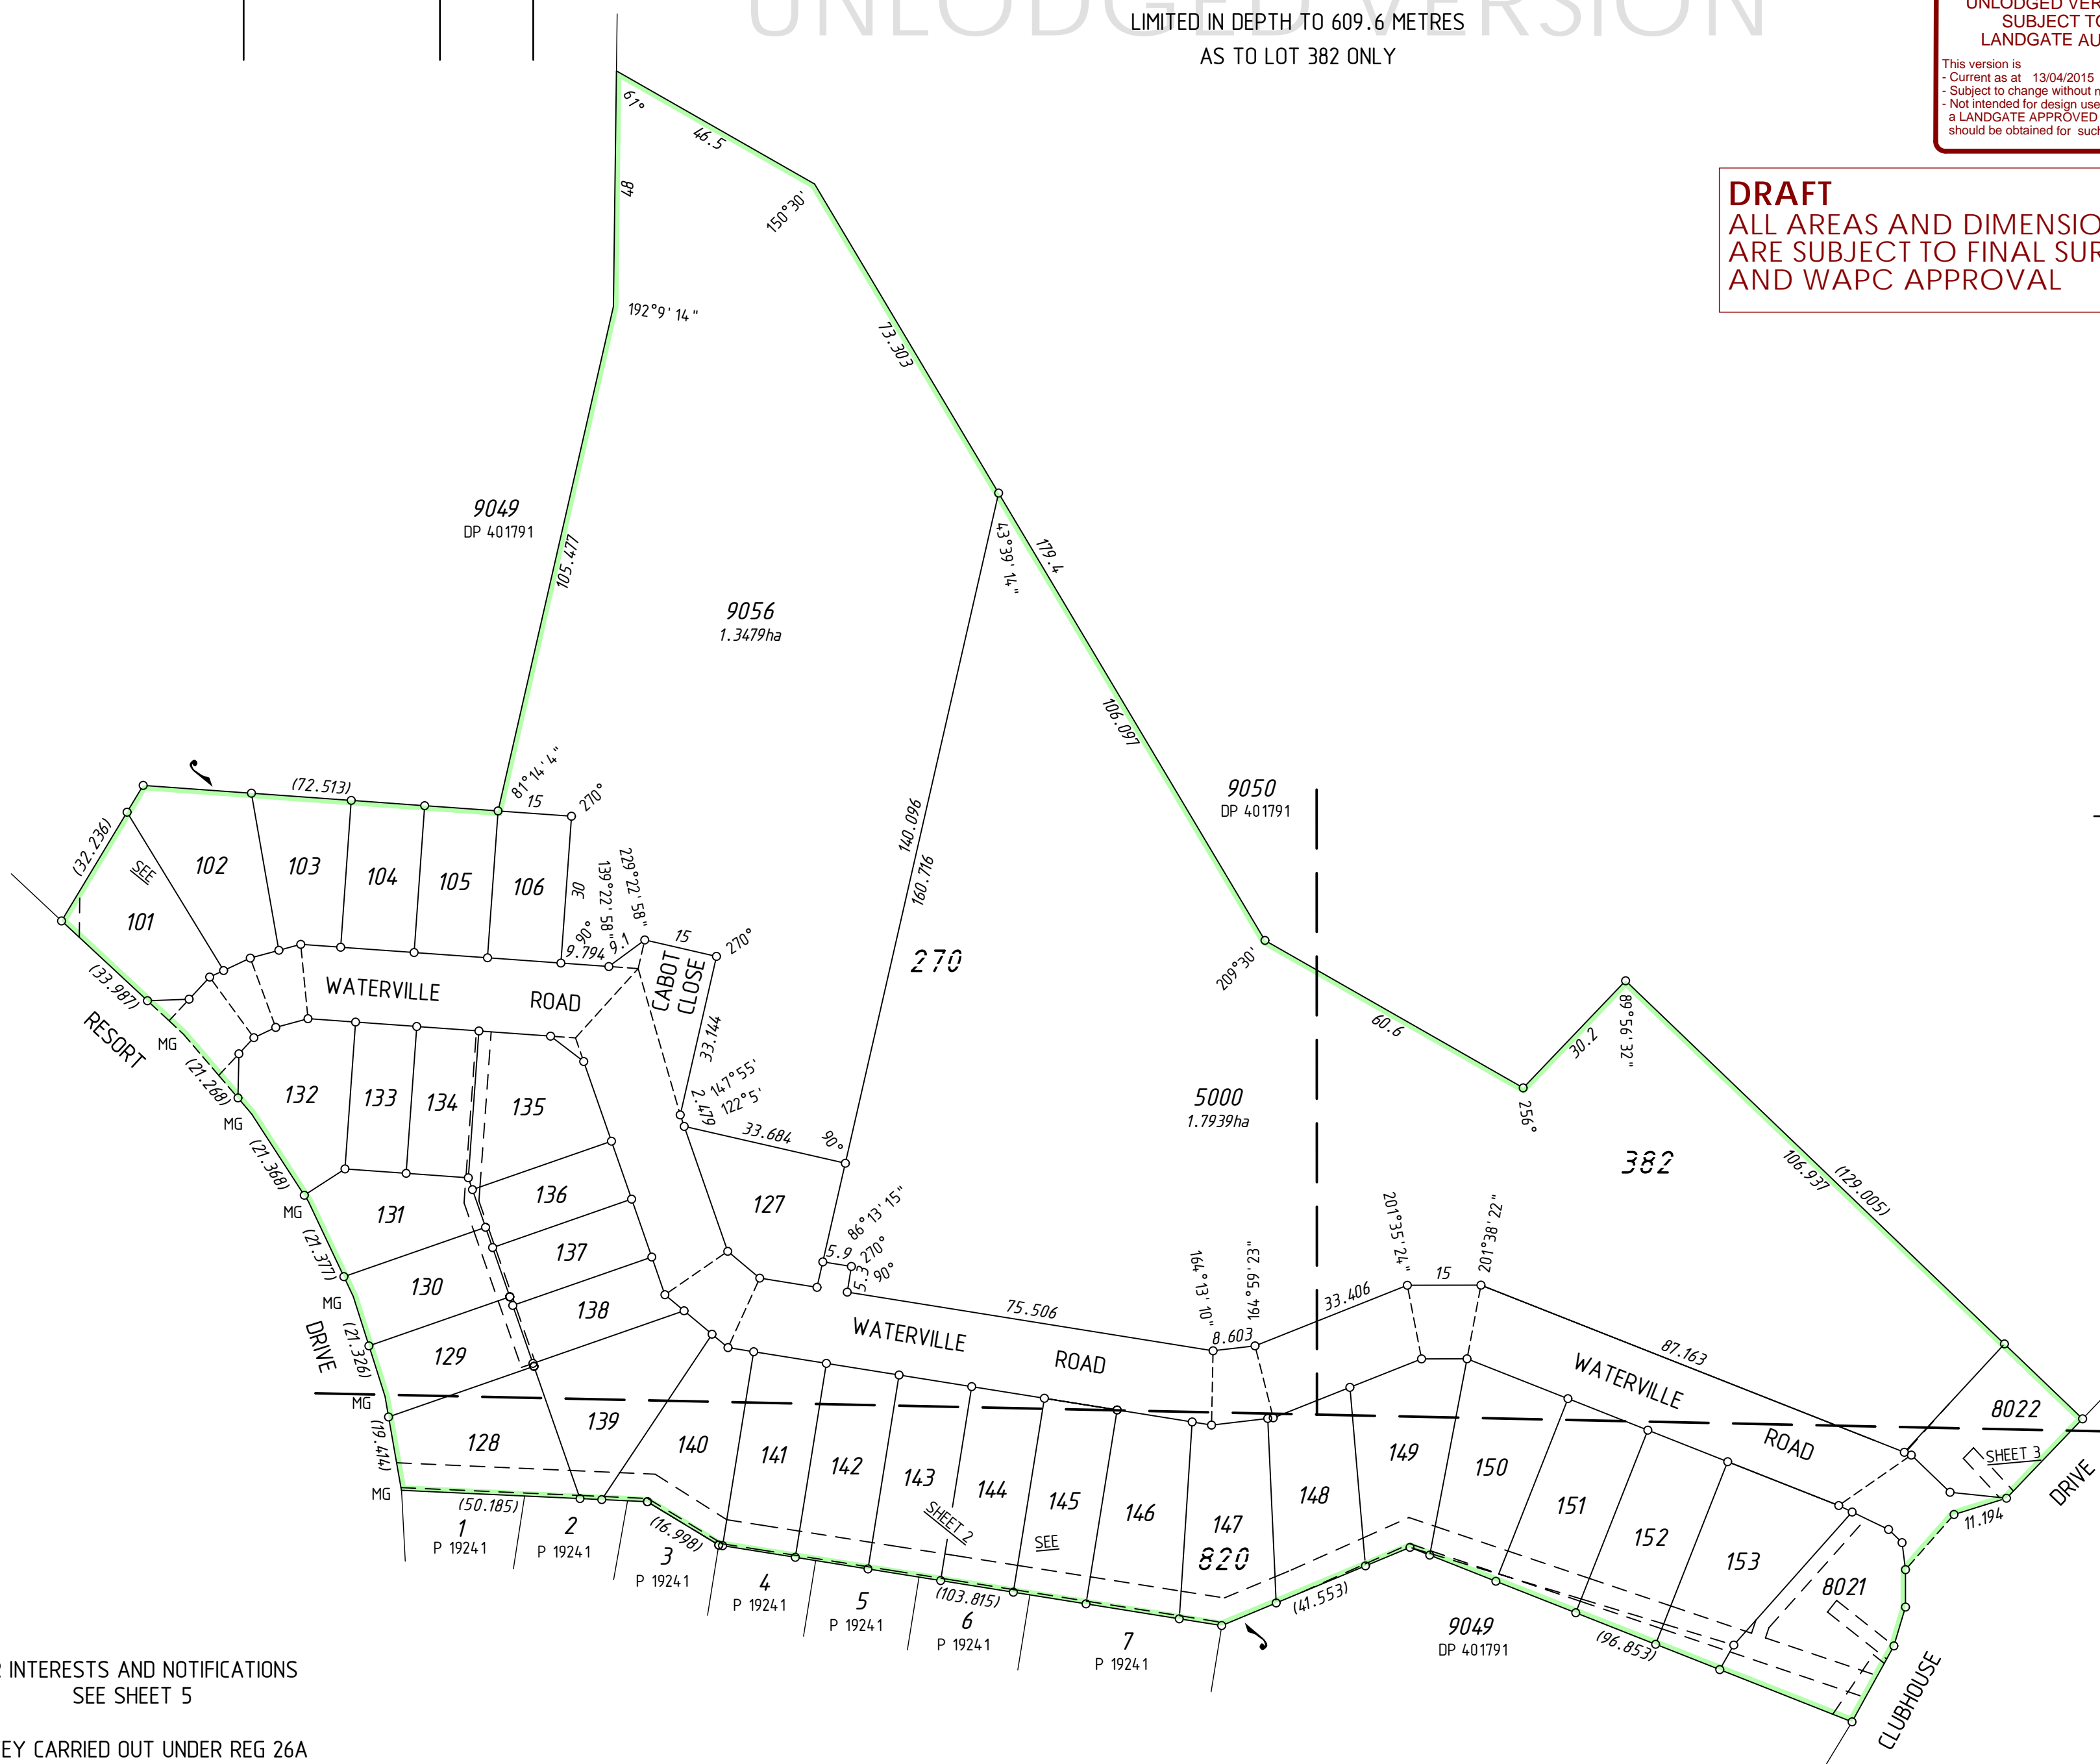 UNLODGED VERSION
LIMITED IN DEPTH TO 609.6 METRES
AS TO LOT 382 ONLY
SUBJECT TO
LANDGATE
This version is
- Current as at 13/04/2015
- Subject to change without
- Not intended for design use
a LANDGATE APPROVED
should be obtained for
DRAFT
ALL AREAS AND
ARE SUBJECT TO FINAL
AND WAPC APPROVAL
61°
46.5
48
150°30'
192°9'14"
73.303
9049
DP 401791
105.477
43°39'14"
179.4
9056
1.3479ha
106.097
9050
DP 401791
(72.513)
81°14'4"
15
270°
140.096
160.716
(32.236)
SEE
101
102
103
104
105
106
30
90°
139°22'58"
229°22'58"
9.794
9.1
15
270°
CABOT
CLOSE
270
209°30'
60.6
30.2
89°56'32"
256°
(33.987)
WATERVILLE ROAD
RESORT
MG
(21.268)
MG
33.144
147°55'
122°5'
2.479
33.684
90°
5000
1.7939ha
382
106.937
(129.005)
132
133
134
135
(21.368)
MG
131
136
127
86°13'15"
5.9
270°
5.3
90°
201°35'24"
201°38'22"
164°13'10"
164°59'23"
(21.377)
MG
130
137
138
75.506
8.603
33.406
15
87.163
DRIVE
(21.326)
129
WATERVILLE
ROAD
WATERVILLE
ROAD
MG
(19.414)
128
139
140
141
142
143
144
145
146
147
148
149
150
151
152
153
8022
SHEET 3
DRIVE
11.194
8021
MG
(50.185)
(16.998)
SHEET 2
SEE
820
(103.815)
(41.553)
(96.853)
1
P 19241
2
P 19241
3
P 19241
4
P 19241
5
P 19241
6
P 19241
7
P 19241
9049
DP 401791
CLUBHOUSE
INTERESTS AND NOTIFICATIONS
SEE SHEET 5
CARRIED OUT UNDER REG 26A